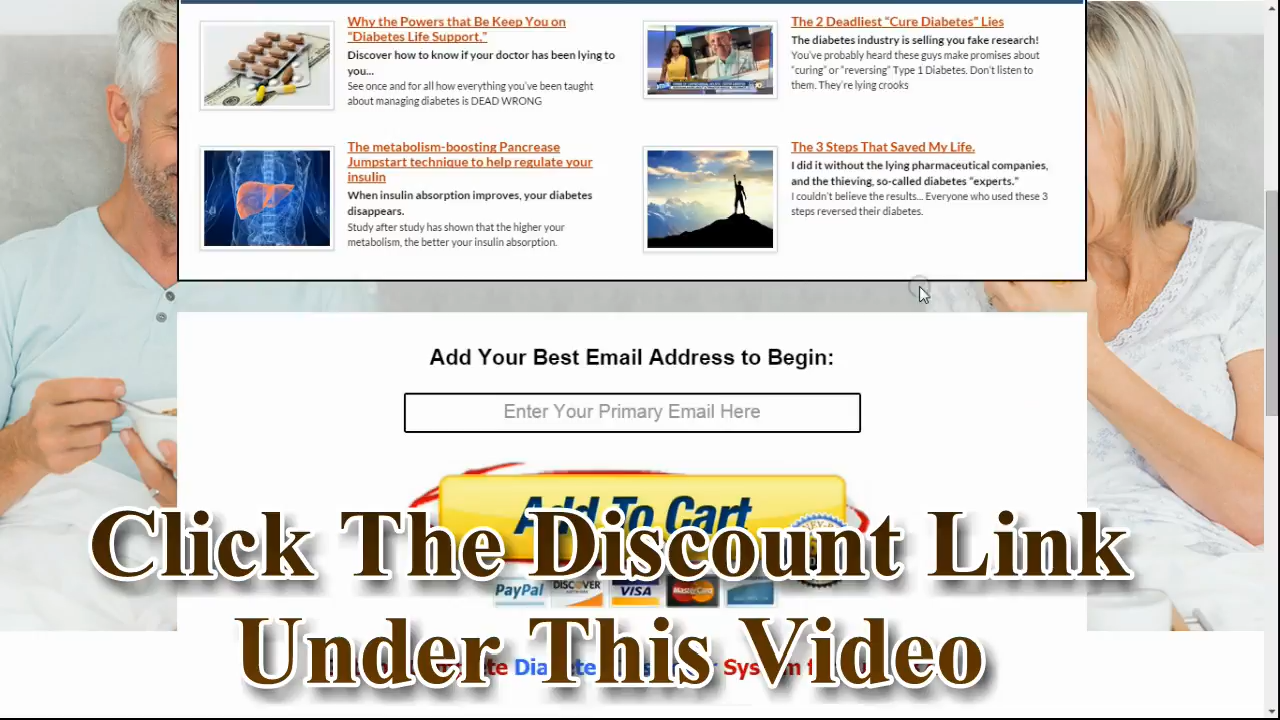 Why the Powers that Be Keep You on
"Diabetes Life Support."
Discover how to know if your doctor has been lying to
you...
See once and for all how everything you've been taught
about managing diabetes is DEAD WRONG
The 2 Deadliest "Cure Diabetes" Lies
The diabetes industry is selling you fake research!
You've probably heard these guys make promises about
"curing" or "reversing" Type 1 Diabetes. Don't listen to
them. They're lying crooks
The metabolism-boosting Pancrease
Jumpstart technique to help regulate your
insulin
When insulin absorption improves, your diabetes
disappears.
Study after study has shown that the higher your
metabolism, the better your insulin absorption.
The 3 Steps That Saved My Life.
I did it without the lying pharmaceutical companies,
and the thieving, so-called diabetes "experts."
I couldn't believe the results... Everyone who used these 3
steps reversed their diabetes.
Add Your Best Email Address to Begin:
Enter Your Primary Email Here
Add To Cart
Click The Discount Link
PayPal DISCOVER VISA MasterCard
Under This Video